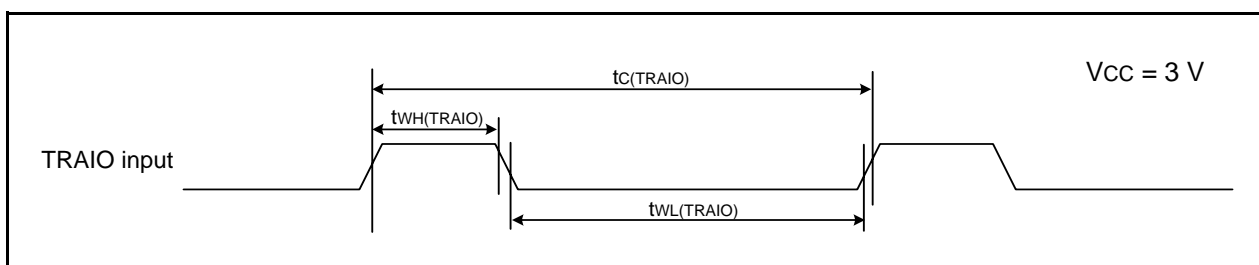 tC(TRAIO)
VCC = 3 V
tWH(TRAIO)
TRAIO input
tWL(TRAIO)